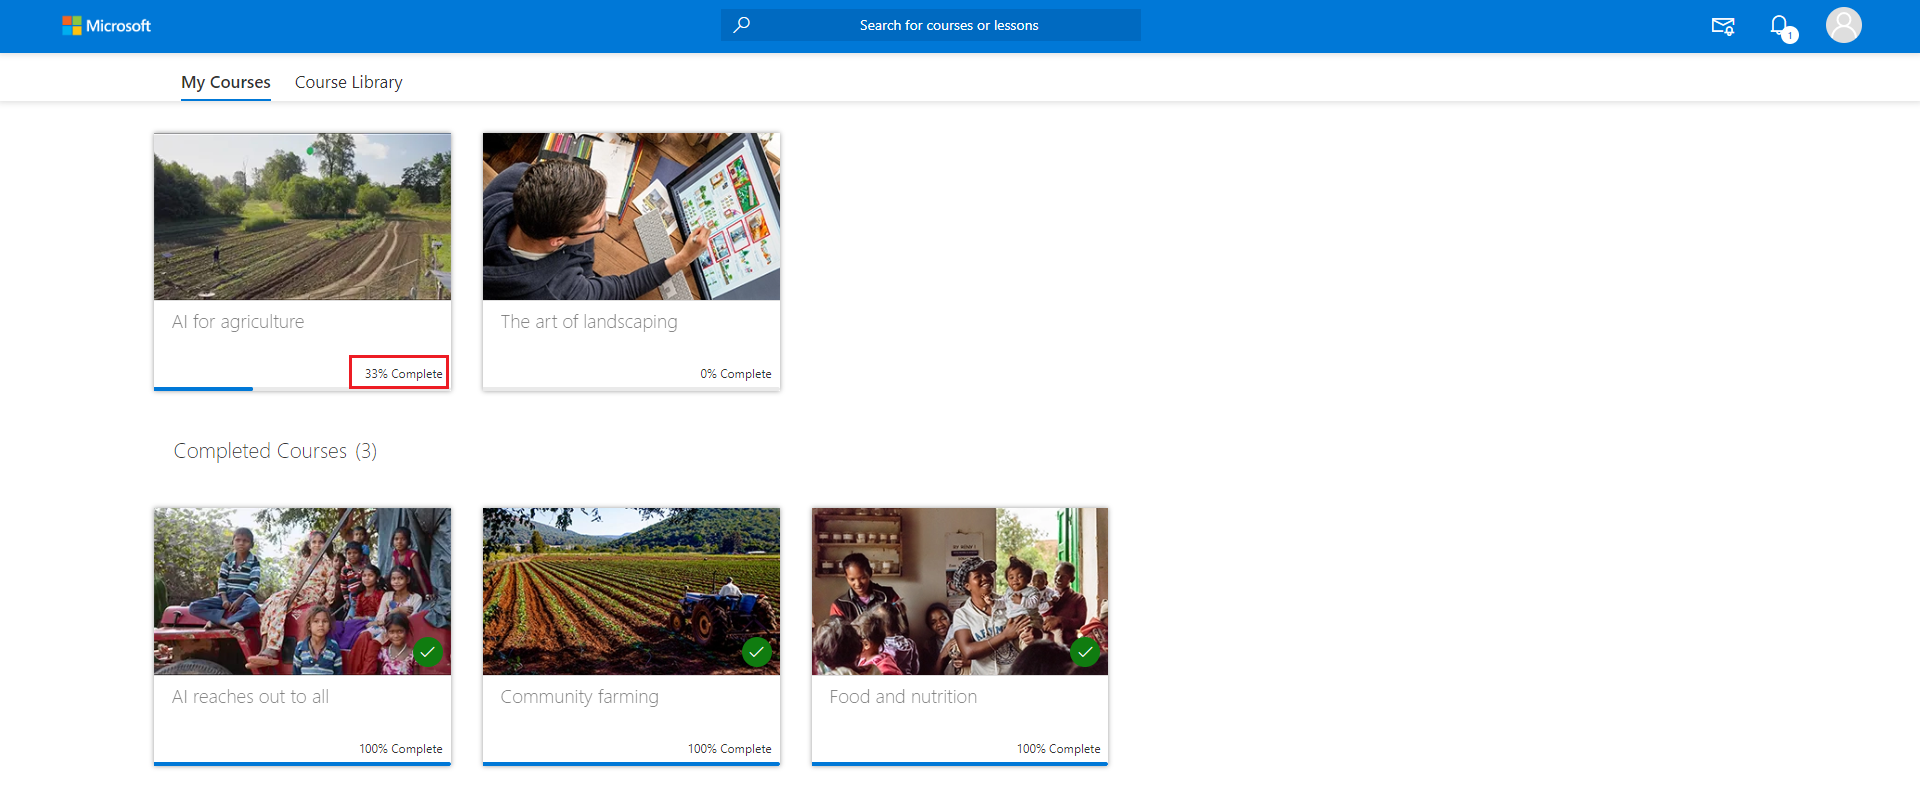 Microsoft
Search for courses or lessons
1
My Courses
Course Library
AI for agriculture
33% Complete
The art of landscaping
0% Complete
Completed Courses (3)
AI reaches out to all
100% Complete
Community farming
100% Complete
Food and nutrition
100% Complete